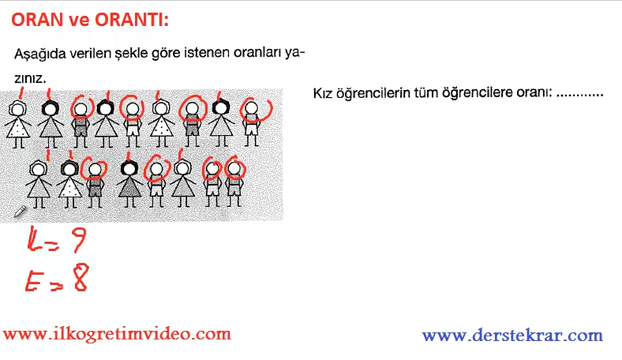 ORAN ve ORANTI:
Aşağıda verilen şekle göre istenen oranları ya-
zınız.
Kız öğrencilerin tüm öğrencilere oranı: ............
K = 9
E = 8
www.ilkogretimvideo.com
www.derstekrar.com